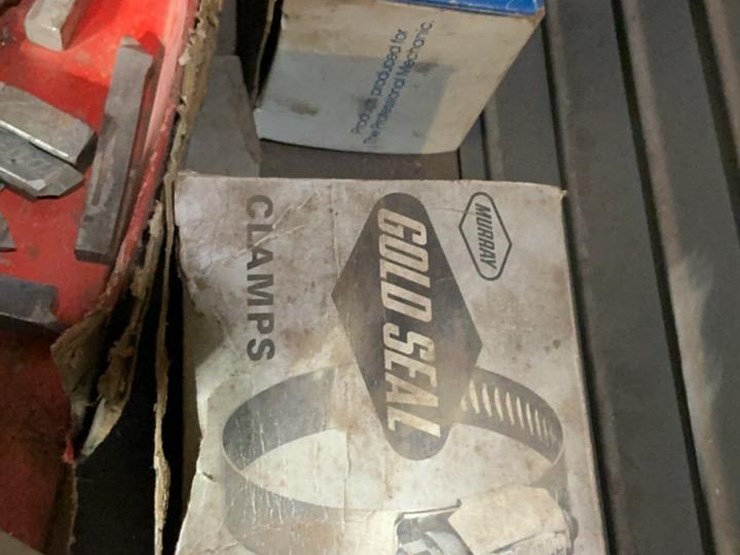 Products produced for
The Professional Mechanic.
MURRAY
GOLD SEAL
CLAMPS